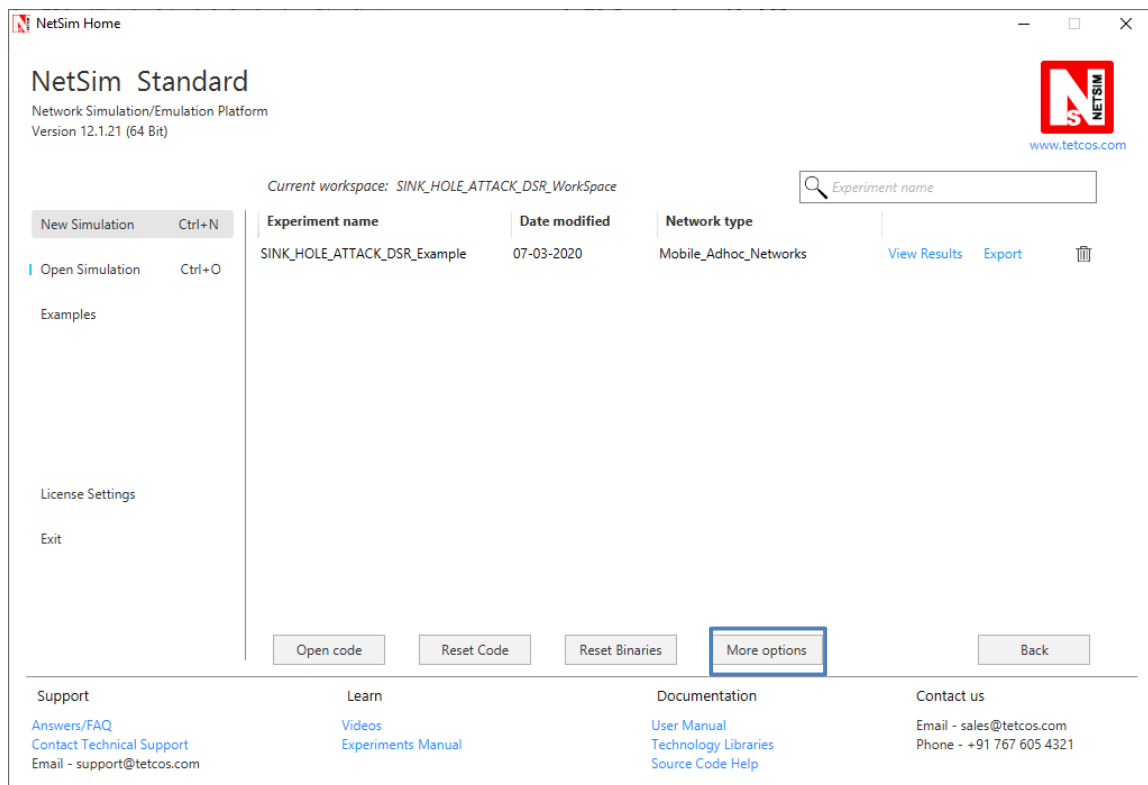 NetSim Home
NetSim Standard
Network Simulation/Emulation Platform
Version 12.1.21 (64 Bit)
NETSIM
N
S
www.tetcos.com
Current workspace: SINK_HOLE_ATTACK_DSR_WorkSpace
Experiment name
New Simulation Ctrl+N
Open Simulation Ctrl+O
Examples
License Settings
Exit
Experiment name Date modified Network type
SINK_HOLE_ATTACK_DSR_Example 07-03-2020 Mobile_Adhoc_Networks View Results Export
Open code Reset Code Reset Binaries More options Back
Support
Answers/FAQ
Contact Technical Support
Email - support@tetcos.com
Learn
Videos
Experiments Manual
Documentation
User Manual
Technology Libraries
Source Code Help
Contact us
Email - sales@tetcos.com
Phone - +91 767 605 4321